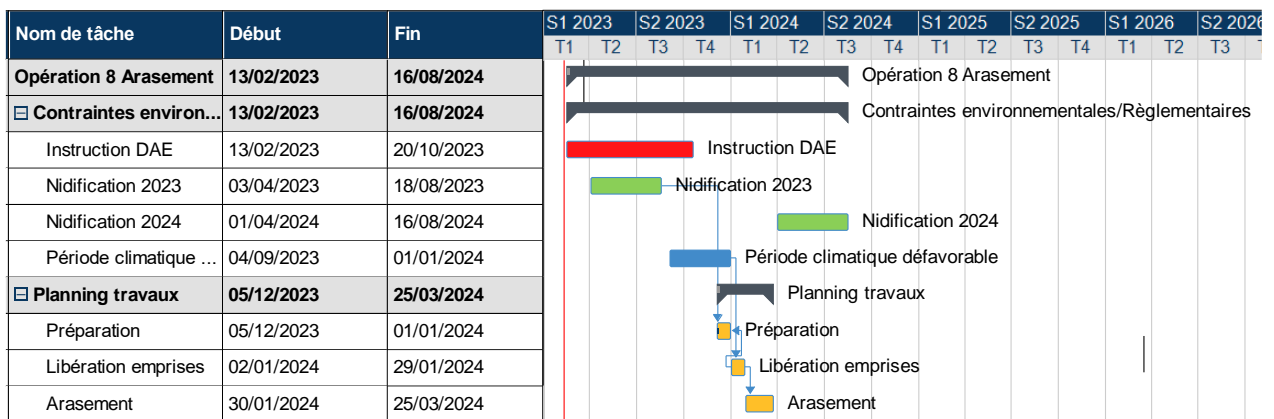 Nom de tâche Début Fin S1 2023 S2 2023 S1 2024 S2 2024 S1 2025 S2 2025 S1 2026 S2 2026
T1 T2 T3 T4 T1 T2 T3 T4 T1 T2 T3 T4 T1 T2 T3
Opération 8 Arasement 13/02/2023 16/08/2024 Opération 8 Arasement
Contraintes environ... 13/02/2023 16/08/2024 Contraintes environnementales/Règlementaires
Instruction DAE 13/02/2023 20/10/2023 Instruction DAE
Nidification 2023 03/04/2023 18/08/2023 Nidification 2023
Nidification 2024 01/04/2024 16/08/2024 Nidification 2024
Période climatique ... 04/09/2023 01/01/2024 Période climatique défavorable
Planning travaux 05/12/2023 25/03/2024 Planning travaux
Préparation 05/12/2023 01/01/2024 Préparation
Libération emprises 02/01/2024 29/01/2024 Libération emprises
Arasement 30/01/2024 25/03/2024 Arasement